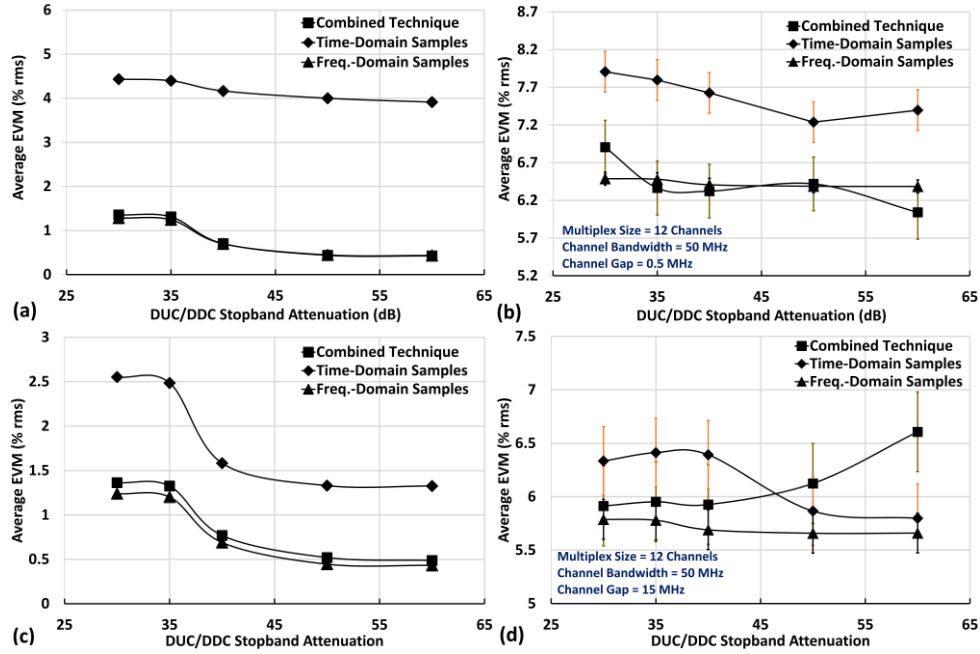 6
5
4
3
2
1
0
Average EVM (% rms)
Combined Technique
Time-Domain Samples
Freq.-Domain Samples
25 35 45 55 65
DUC/DDC Stopband Attenuation (dB)
(a)
8.7
8.2
7.7
7.2
6.7
6.2
5.7
5.2
Average EVM (% rms)
Combined Technique
Time-Domain Samples
Freq.-Domain Samples
Multiplex Size = 12 Channels
Channel Bandwidth = 50 MHz
Channel Gap = 0.5 MHz
25 35 45 55 65
DUC/DDC Stopband Attenuation (dB)
(b)
3
2.5
2
1.5
1
0.5
0
Average EVM (% rms)
Combined Technique
Time-Domain Samples
Freq.-Domain Samples
25 35 45 55 65
DUC/DDC Stopband Attenuation
(c)
7.5
7
6.5
6
5.5
5
Average EVM (% rms)
Combined Technique
Time-Domain Samples
Freq.-Domain Samples
Multiplex Size = 12 Channels
Channel Bandwidth = 50 MHz
Channel Gap = 15 MHz
25 35 45 55 65
DUC/DDC Stopband Attenuation
(d)